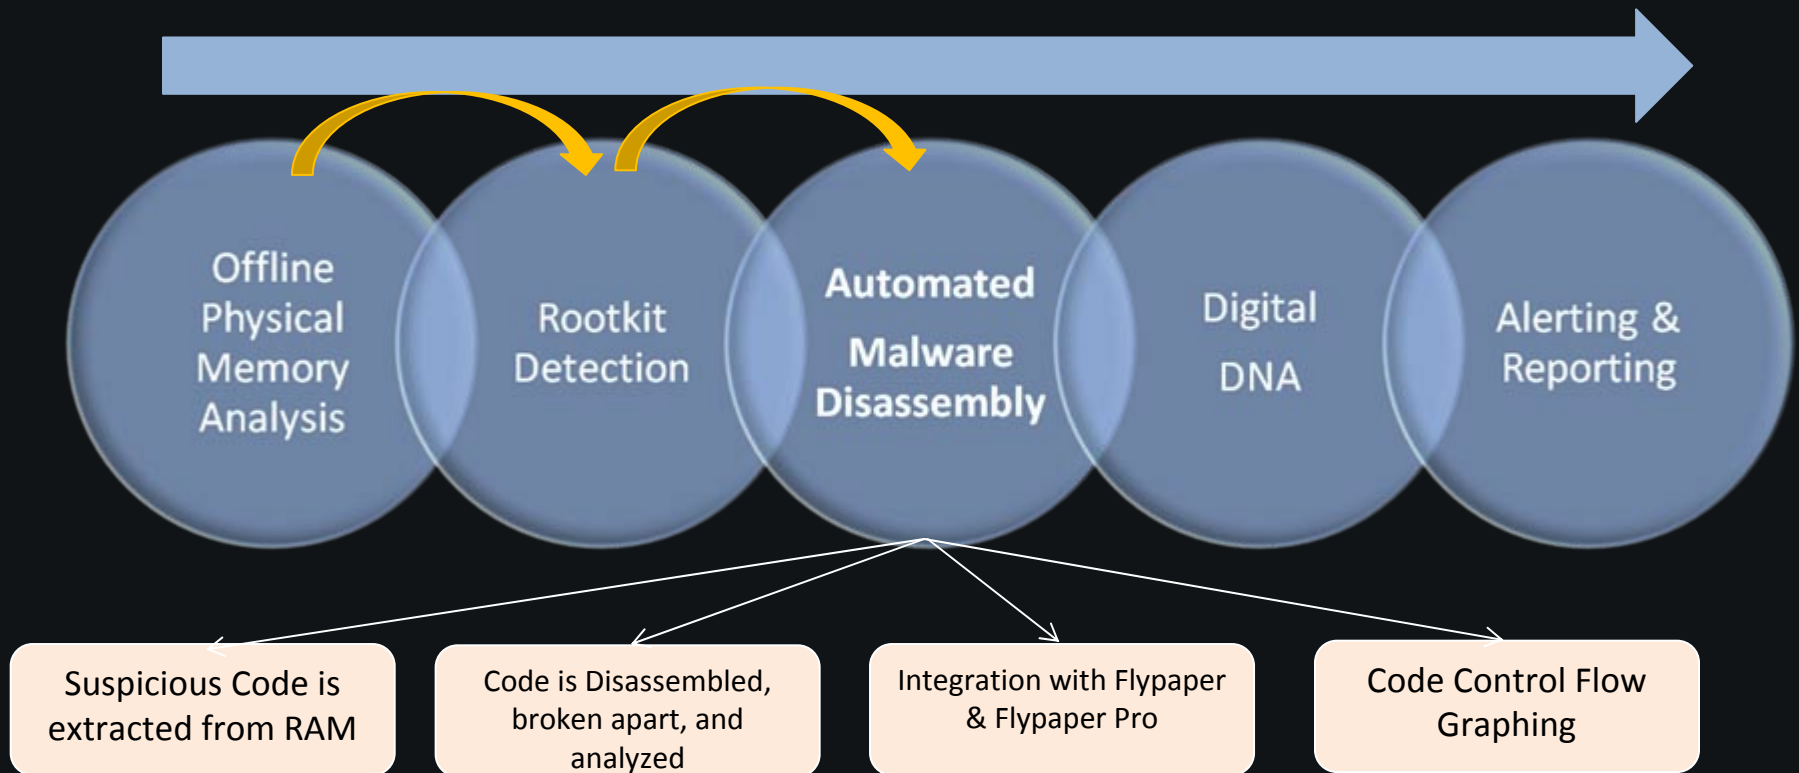 Offline
Physical
Memory
Analysis
Rootkit
Detection
Automated
Malware
Disassembly
Digital
DNA
Alerting &
Reporting
Suspicious Code is
extracted from RAM
Code is Disassembled,
broken apart, and
analyzed
Integration with Flypaper
& Flypaper Pro
Code Control Flow
Graphing